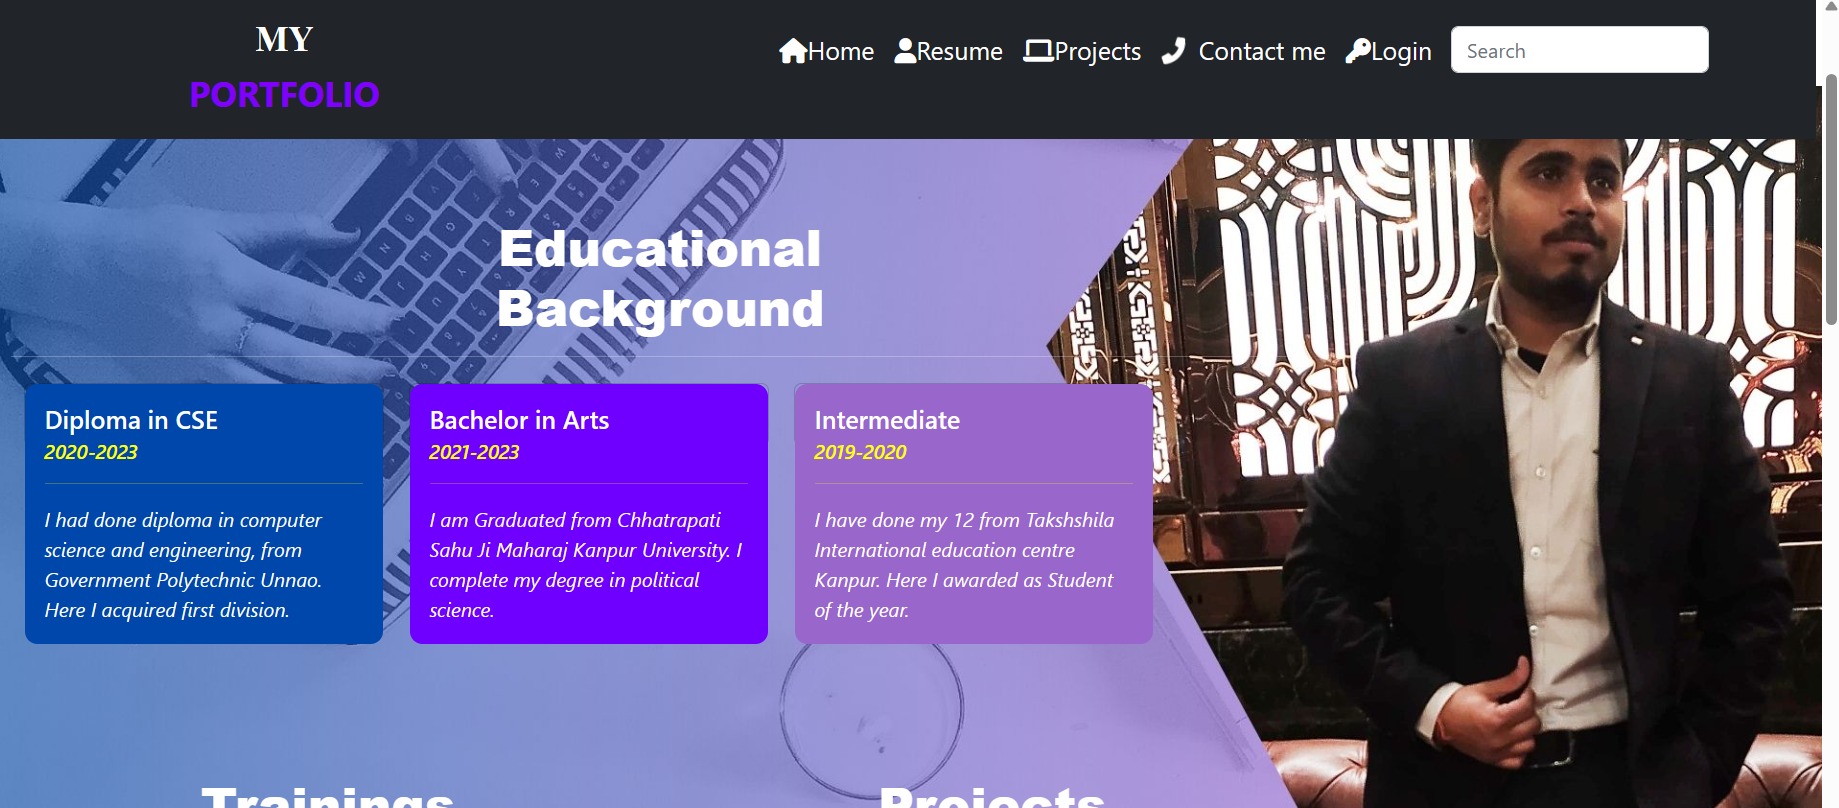 MY
PORTFOLIO
Home Resume Projects Contact me Login Search
Educational
Background
Diploma in CSE
2020-2023
I had done diploma in computer
science and engineering, from
Government Polytechnic Unnao.
Here I acquired first division.
Bachelor in Arts
2021-2023
I am Graduated from Chhatrapati
Sahu Ji Maharaj Kanpur University. I
complete my degree in political
science.
Intermediate
2019-2020
I have done my 12 from Takshshila
International education centre
Kanpur. Here I awarded as Student
of the year.
Trainings
Projects